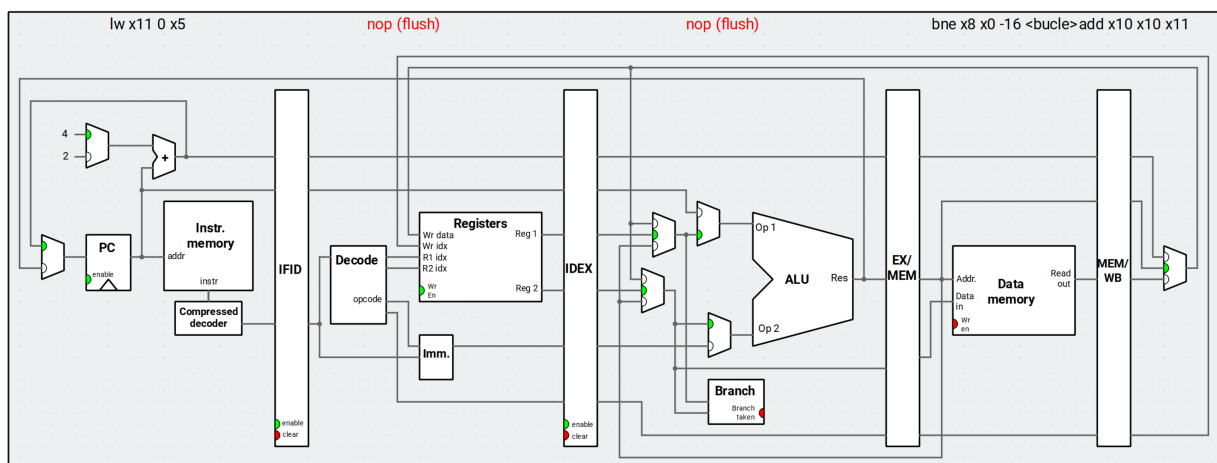 lw x11 0 x5
nop (flush)
nop (flush)
bne x8 x0 -16 <bucle>
add x10 x10 x11
4
2
+
PC
enable
Instr.
memory
addr
instr
Compressed
decoder
IFID
enable
clear
Decode
opcode
Registers
Wr data
Wr idx
R1 idx
R2 idx
Wr
En
Reg 1
Reg 2
Imm.
IDEX
enable
clear
Op 1
ALU
Res
Op 2
Branch
Branch
taken
EX/
MEM
Addr.
Data
in
Wr
en
Data
memory
Read
out
MEM/
WB